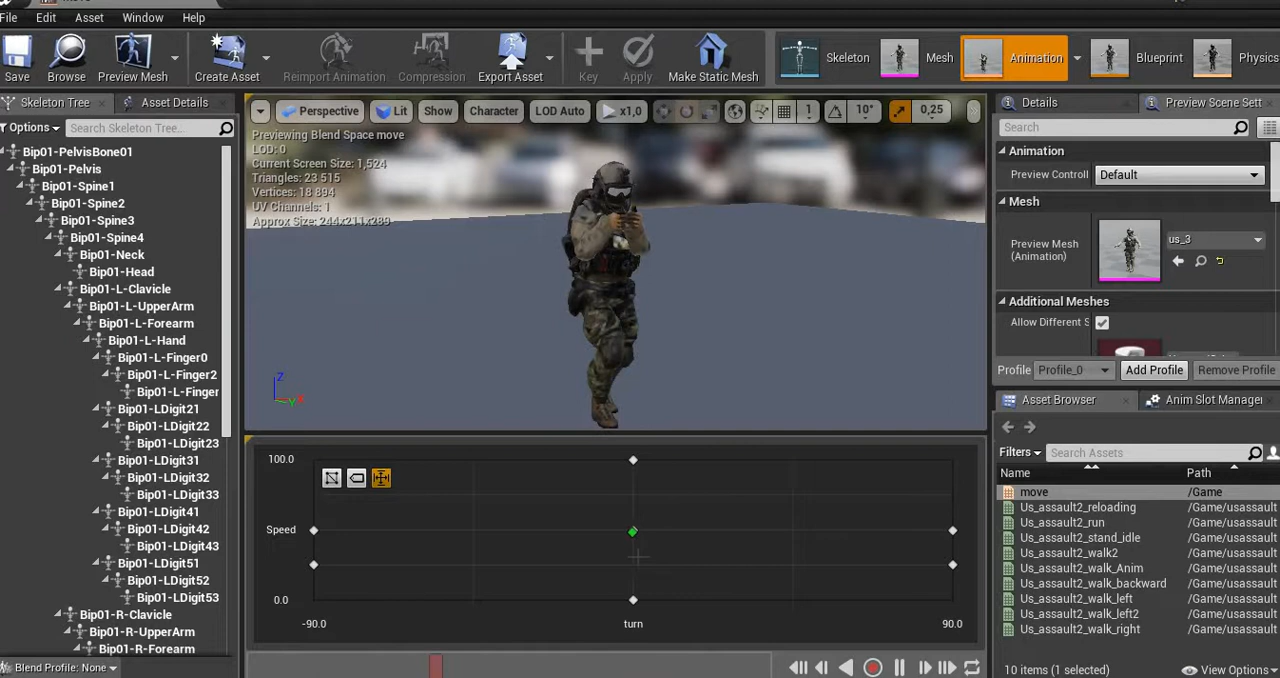 File Edit Asset Window Help
Save Browse Preview Mesh Create Asset Reimport Animation Compression Export Asset Key Apply Make Static Mesh Skeleton Mesh Animation Blueprint Physics
Skeleton Tree Asset Details
Options Search Skeleton Tree...
Bip01-PelvisBone01
Bip01-Pelvis
Bip01-Spine1
Bip01-Spine2
Bip01-Spine3
Bip01-Spine4
Bip01-Neck
Bip01-Head
Bip01-L-Clavicle
Bip01-L-UpperArm
Bip01-L-Forearm
Bip01-L-Hand
Bip01-L-Finger0
Bip01-L-Finger2
Bip01-L-Finger
Bip01-LDigit21
Bip01-LDigit22
Bip01-LDigit23
Bip01-LDigit31
Bip01-LDigit32
Bip01-LDigit33
Bip01-LDigit41
Bip01-LDigit42
Bip01-LDigit43
Bip01-LDigit51
Bip01-LDigit52
Bip01-LDigit53
Bip01-R-Clavicle
Bip01-R-UpperArm
Bip01-R-Forearm
Blend Profile: None
Perspective Lit Show Character LOD Auto x1,0 1 10° 0,25
Previewing Blend Space move
LOD: 0
Current Screen Size: 1,524
Triangles: 23 515
Vertices: 18 894
UV Channels: 1
Approx Size: 244x211x289
Z
X
Y
100.0
Speed
0.0
-90.0 turn 90.0
Details Preview Scene Sett
Search
Animation
Preview Controll Default
Mesh
Preview Mesh
(Animation)
us_3
Additional Meshes
Allow Different S
Profile Profile_0 Add Profile Remove Profile
Asset Browser Anim Slot Manager
Filters Search Assets
Name Path
move /Game
Us_assault2_reloading /Game/usassault
Us_assault2_run /Game/usassault
Us_assault2_stand_idle /Game/usassault
Us_assault2_walk2 /Game/usassault
Us_assault2_walk_Anim /Game/usassault
Us_assault2_walk_backward /Game/usassault
Us_assault2_walk_left /Game/usassault
Us_assault2_walk_left2 /Game/usassault
Us_assault2_walk_right /Game/usassault
10 items (1 selected) View Options